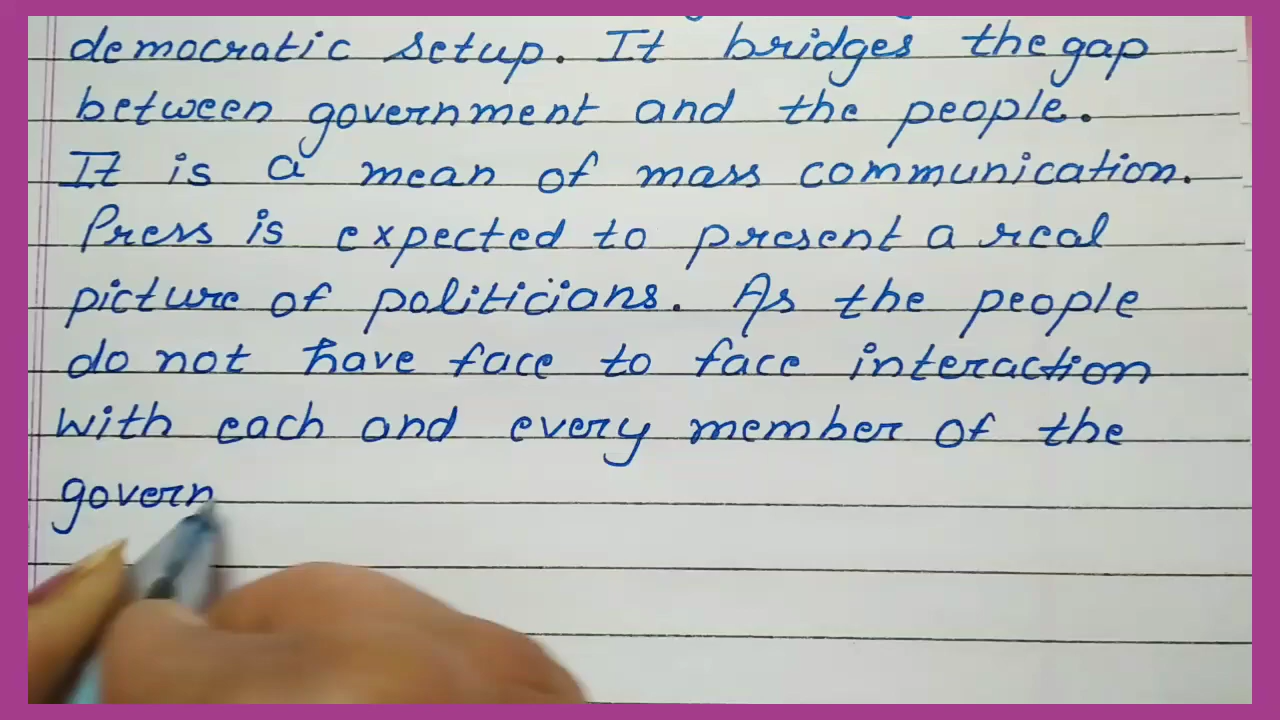 democratic setup. It bridges the gap
between government and the people.
It is a mean of mass communication.
Press is expected to present a real
picture of politicians. As the people
do not have face to face interaction
with each and every member of the
govern